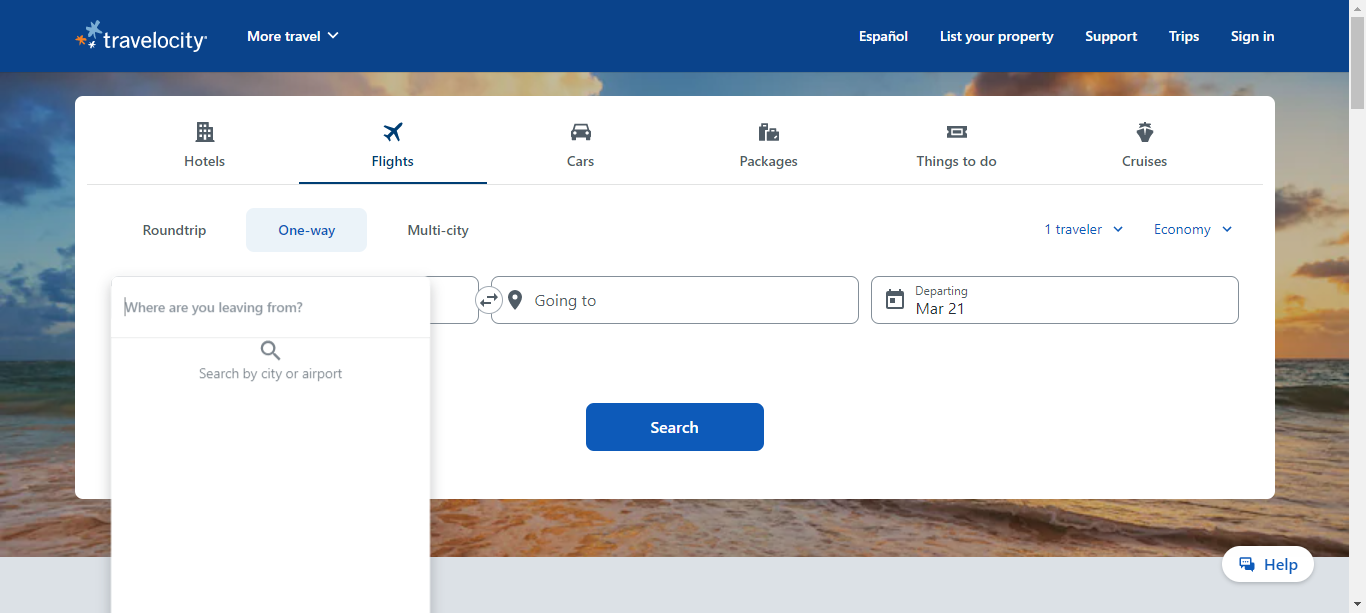 travelocity
More travel
Español
List your property
Support
Trips
Sign in
Hotels
Flights
Cars
Packages
Things to do
Cruises
Roundtrip
One-way
Multi-city
1 traveler
Economy
Where are you leaving from?
Search by city or airport
Going to
Departing
Mar 21
Search
Help